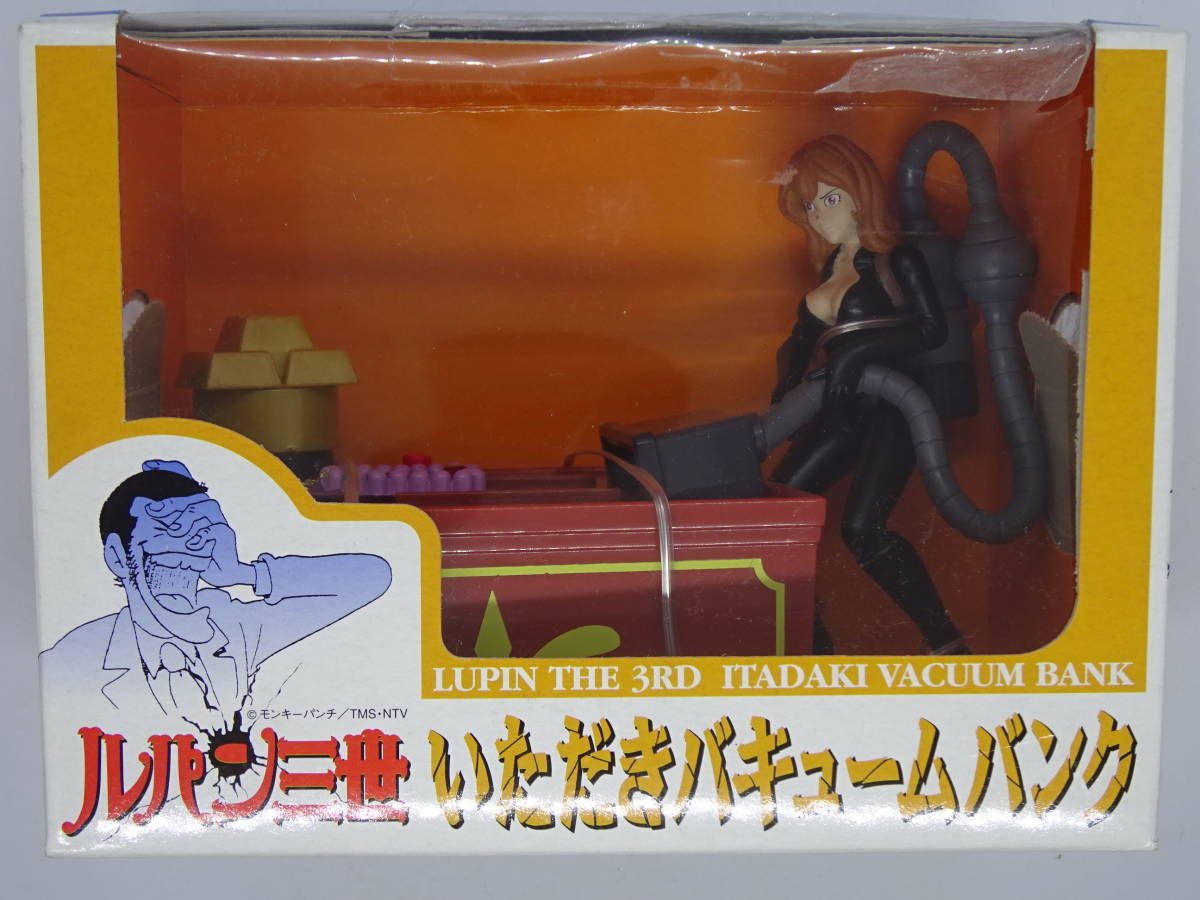 LUPIN THE 3RD ITADAKI VACUUM BANK
©モンキーパンチ／TMS・NTV
ルパン三世 いただきバキュームバンク